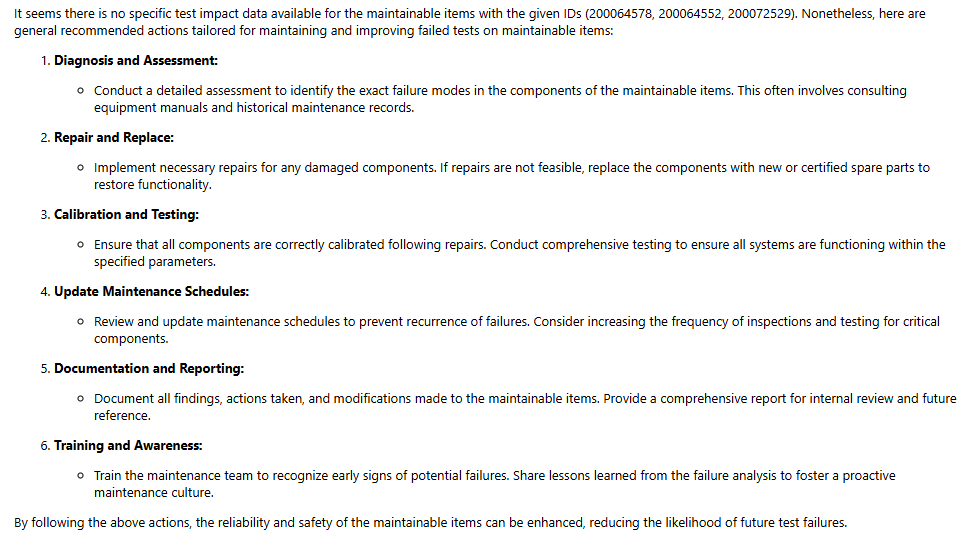 It seems there is no specific test impact data available for the maintainable items with the given IDs (200064578, 200064552, 200072529). Nonetheless, here are
general recommended actions tailored for maintaining and improving failed tests on maintainable items:
1. Diagnosis and Assessment:
o Conduct a detailed assessment to identify the exact failure modes in the components of the maintainable items. This often involves consulting
equipment manuals and historical maintenance records.
2. Repair and Replace:
o Implement necessary repairs for any damaged components. If repairs are not feasible, replace the components with new or certified spare parts to
restore functionality.
3. Calibration and Testing:
o Ensure that all components are correctly calibrated following repairs. Conduct comprehensive testing to ensure all systems are functioning within the
specified parameters.
4. Update Maintenance Schedules:
o Review and update maintenance schedules to prevent recurrence of failures. Consider increasing the frequency of inspections and testing for critical
components.
5. Documentation and Reporting:
o Document all findings, actions taken, and modifications made to the maintainable items. Provide a comprehensive report for internal review and future
reference.
6. Training and Awareness:
o Train the maintenance team to recognize early signs of potential failures. Share lessons learned from the failure analysis to foster a proactive
maintenance culture.
By following the above actions, the reliability and safety of the maintainable items can be enhanced, reducing the likelihood of future test failures.